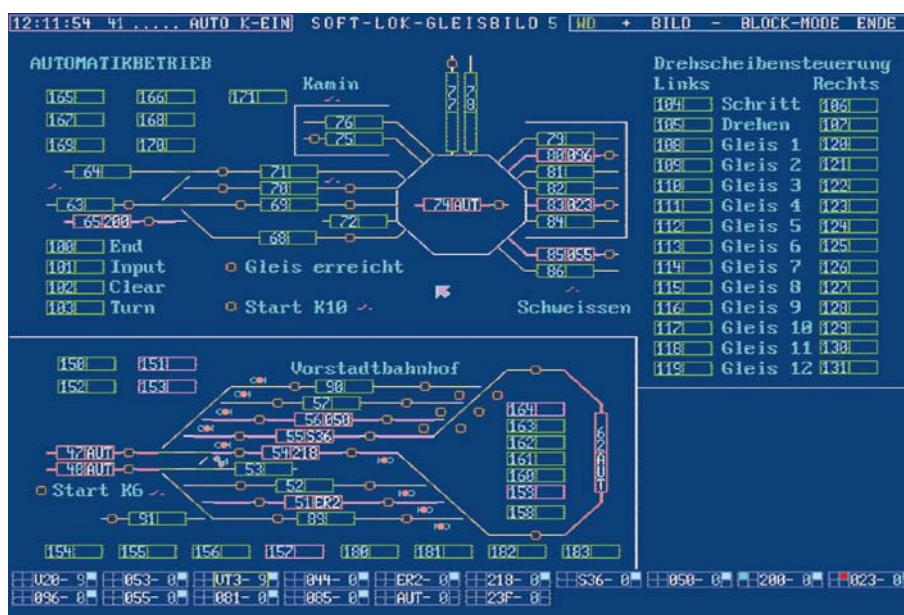 12:11:54 41 ..... AUTO K-EIN SOFT-LOK-GLEISBILD 5 WD + BILD - BLOCK-MODE ENDE
AUTOMATIKBETRIEB
Drehscheibensteuerung
Kamin
Links Rechts
165 166 171
77 78
104 Schritt 106
76
167 168
105 Drehen 107
75 79
169 170
108 Gleis 1 120
80 096
64 71 81
109 Gleis 2 121
70 82
110 Gleis 3 122
63 69 74 AUT 83 023
111 Gleis 4 123
65 200 72 84
112 Gleis 5 124
68
100 End
113 Gleis 6 125
85 055
101 Input Gleis erreicht 86
114 Gleis 7 126
102 Clear
115 Gleis 8 127
103 Turn Start K10 Schweissen
116 Gleis 9 128
117 Gleis 10 129
118 Gleis 11 130
119 Gleis 12 131
150 151 Vorstadtbahnhof
152 153 90
57 164
56 050 163
55 S36 162
47 AUT 54 218 161 62 AUT
48 AUT 53 160
Start K6 52 159
51 ER2 158
91 89
154 155 156 157 180 181 182 183
V20- 9 053- 0 VT3- 9 044- 0 ER2- 0 218- 0 S36- 0 050- 0 200- 0 023- 0
096- 0 055- 0 081- 0 085- 0 AUT- 0 23F- 0